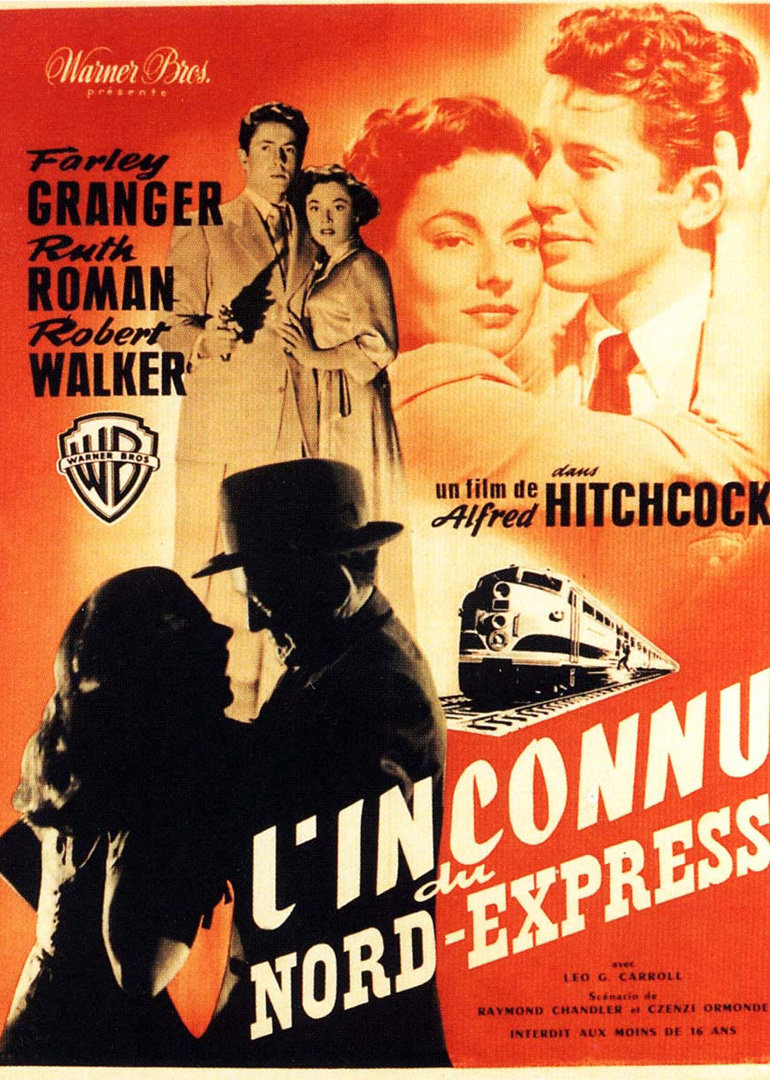 Warner Bros.
présente
Farley
GRANGER
Ruth
ROMAN
Robert
WALKER
WB
WARNER BROS
dans
un film de
Alfred HITCHCOCK
L'INCONNU
du
NORD-EXPRESS
avec
LEO G. CARROLL
Scénario de
RAYMOND CHANDLER et CZENZI ORMONDE
INTERDIT AUX MOINS DE 16 ANS